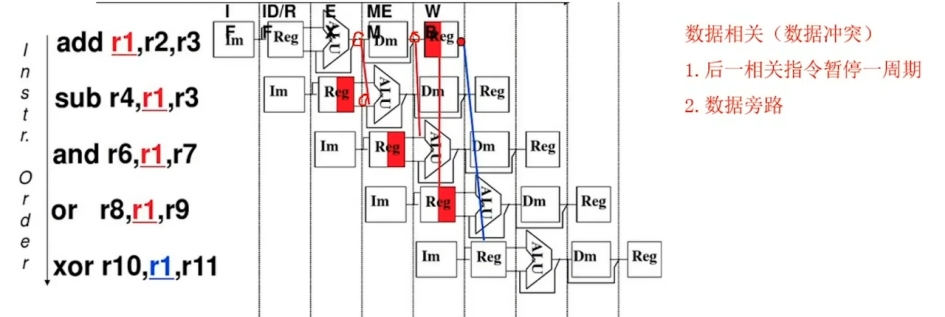 I ID/R E ME W
F F X M B
Instr. Order
add r1,r2,r3
Im Reg ALU Dm Reg
sub r4,r1,r3
Im Reg ALU Dm Reg
and r6,r1,r7
Im Reg ALU Dm Reg
or r8,r1,r9
Im Reg ALU Dm Reg
xor r10,r1,r11
Im Reg ALU Dm Reg
数据相关（数据冲突）
1. 后一相关指令暂停一周期
2. 数据旁路